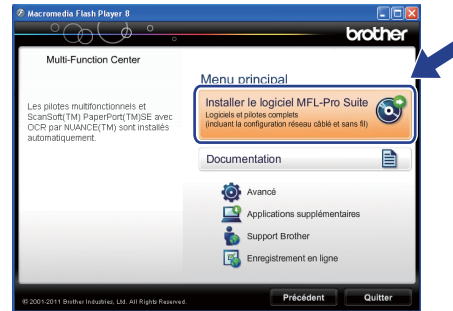 Macromedia Flash Player 8
brother
Multi-Function Center
Menu principal
Les pilotes multifonctionnels et
ScanSoft(TM) PaperPort(TM)SE avec
OCR par NUANCE(TM) sont installés
automatiquement.
Installer le logiciel MFL-Pro Suite
Logiciels et pilotes complets
(incluant la configuration réseau câblé et sans fil)
Documentation
Avancé
Applications supplémentaires
Support Brother
Enregistrement en ligne
© 2001-2011 Brother Industries, Ltd. All Rights Reserved.
Précédent
Quitter